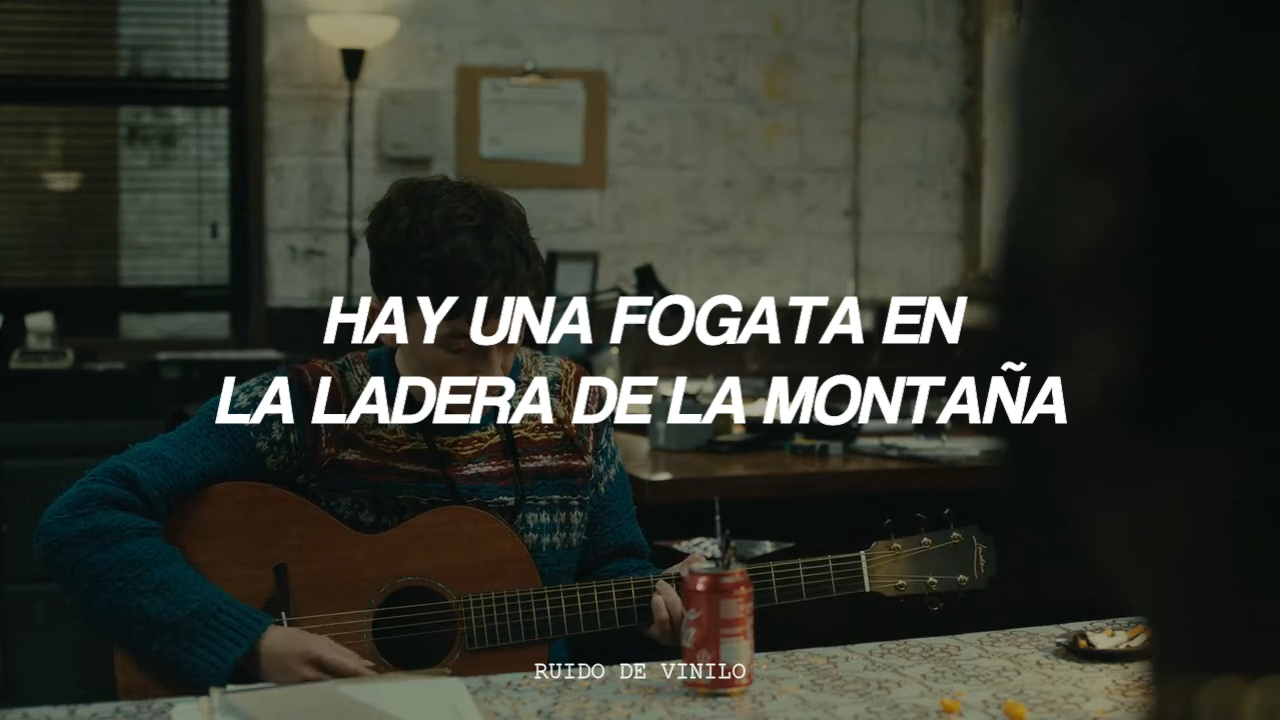 HAY UNA FOGATA EN
LA LADERA DE LA MONTAÑA
RUIDO DE VINILO